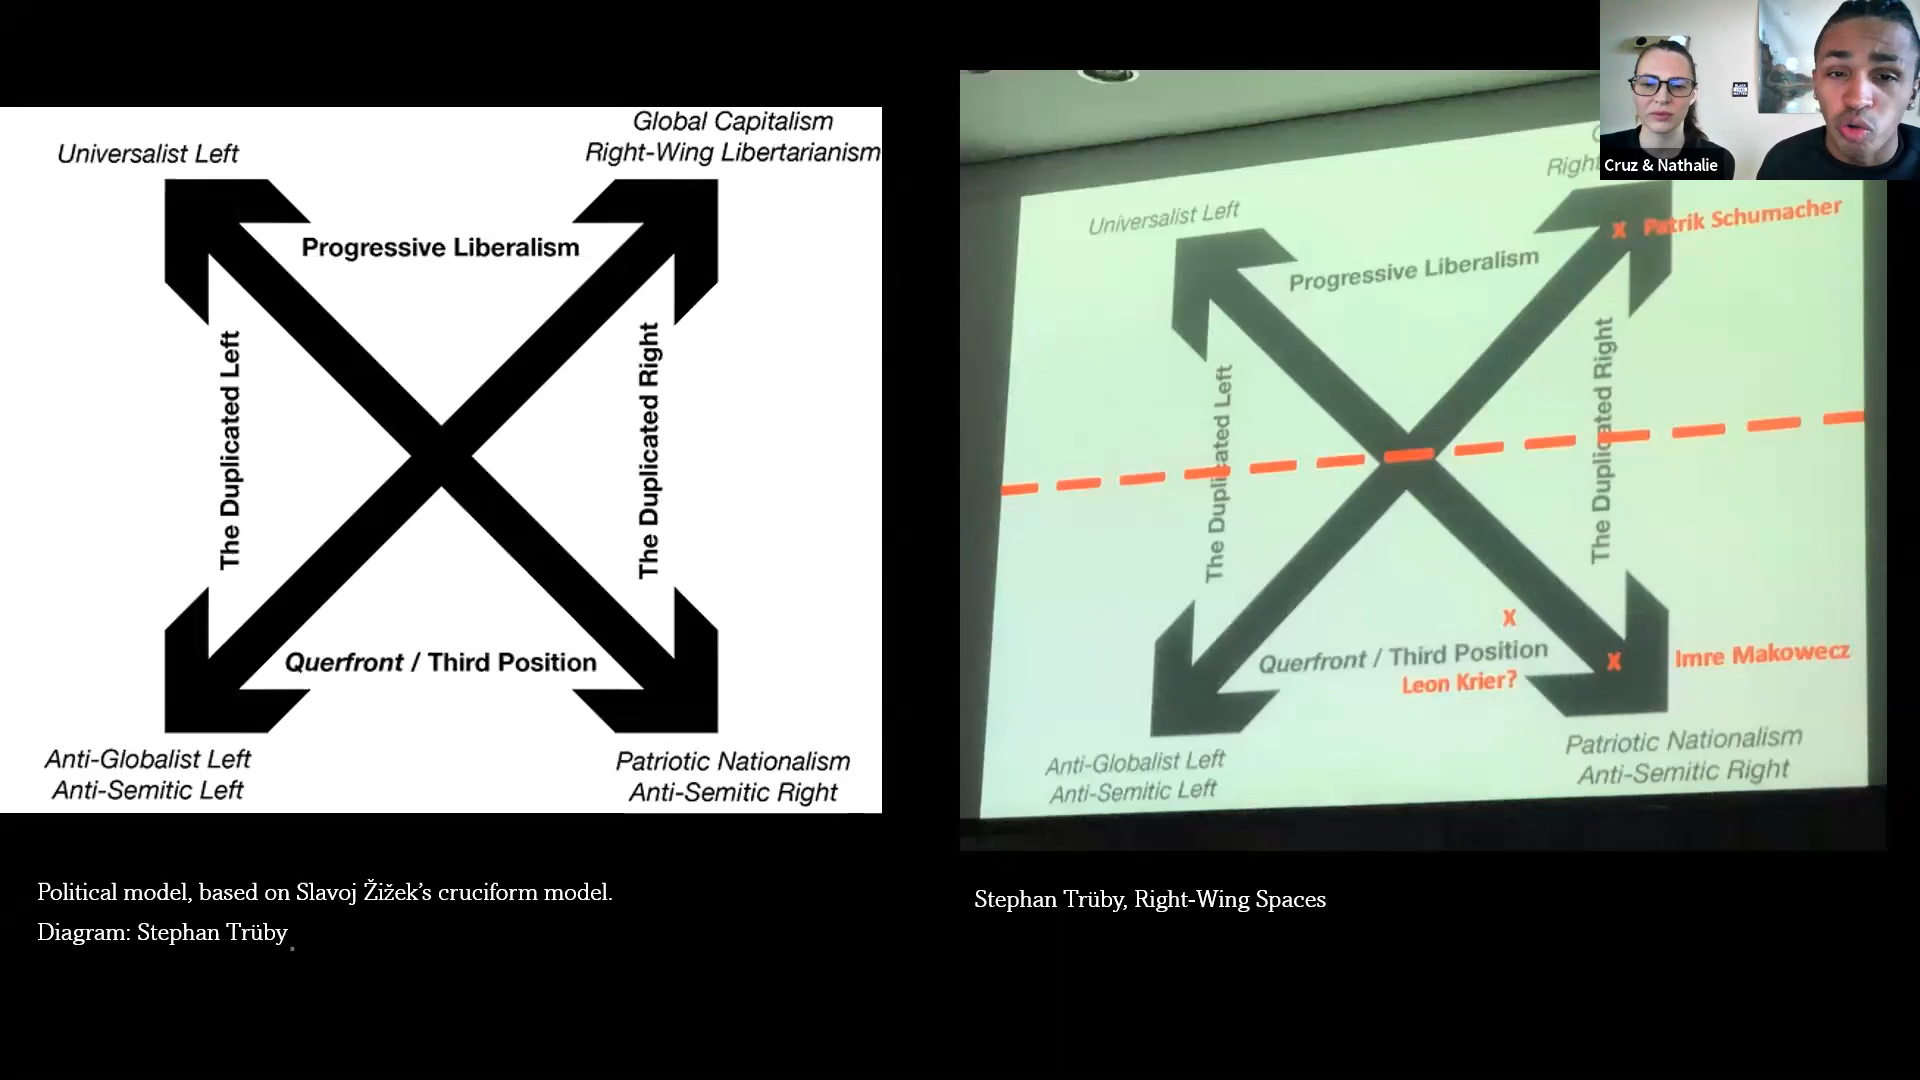 Universalist Left
Global Capitalism
Right-Wing Libertarianism
Progressive Liberalism
The Duplicated Left
The Duplicated Right
Querfront / Third Position
Anti-Globalist Left
Anti-Semitic Left
Patriotic Nationalism
Anti-Semitic Right
Political model, based on Slavoj Žižek’s cruciform model.
Diagram: Stephan Trüby
Universalist Left
Patrik Schumacher
Progressive Liberalism
The Duplicated Left
The Duplicated Right
X
X
Querfront / Third Position
Leon Krier?
X
Imre Makowecz
Anti-Globalist Left
Anti-Semitic Left
Patriotic Nationalism
Anti-Semitic Right
Stephan Trüby, Right-Wing Spaces
Cruz & Nathalie